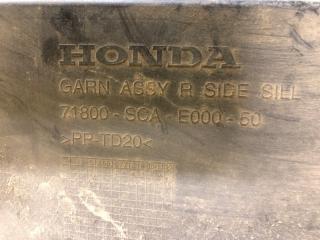 HONDA
GARN ASSY R SIDE SILL
71800 - SCA - E000 - 50
>PP-TD20<